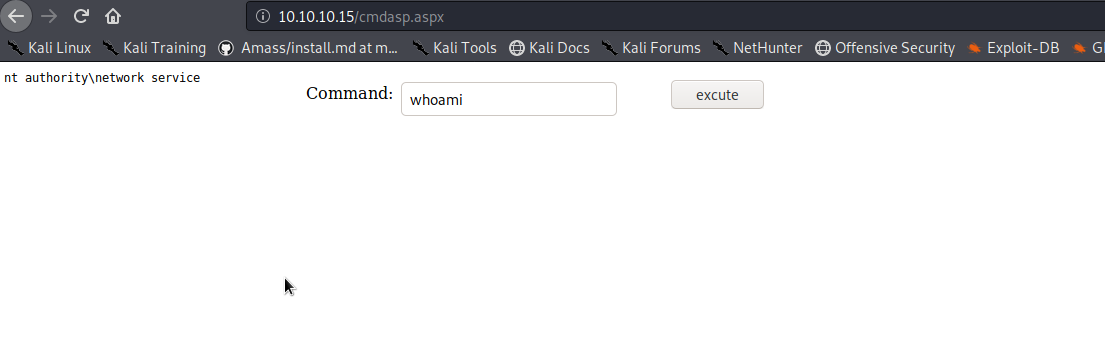 10.10.10.15/cmdasp.aspx
Kali Linux Kali Training Amass/install.md at m... Kali Tools Kali Docs Kali Forums NetHunter Offensive Security Exploit-DB
nt authority\network service
Command: whoami excute